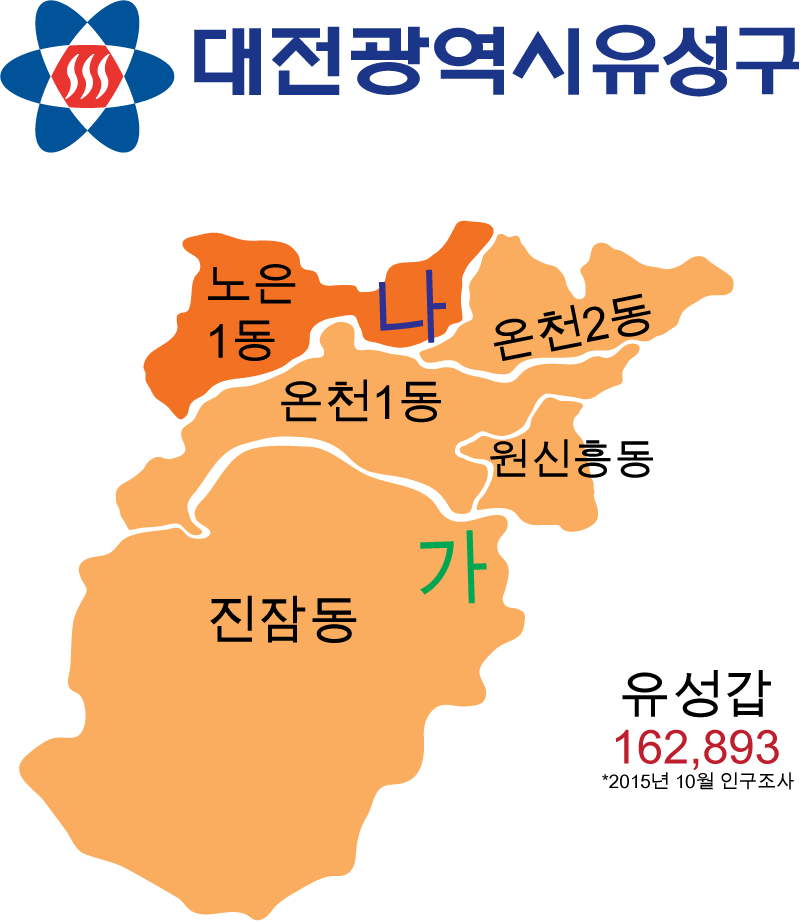 대전광역시유성구
노은
1동
나
온천2동
온천1동
원신흥동
가
진잠동
유성갑
162,893
*2015년 10월 인구조사